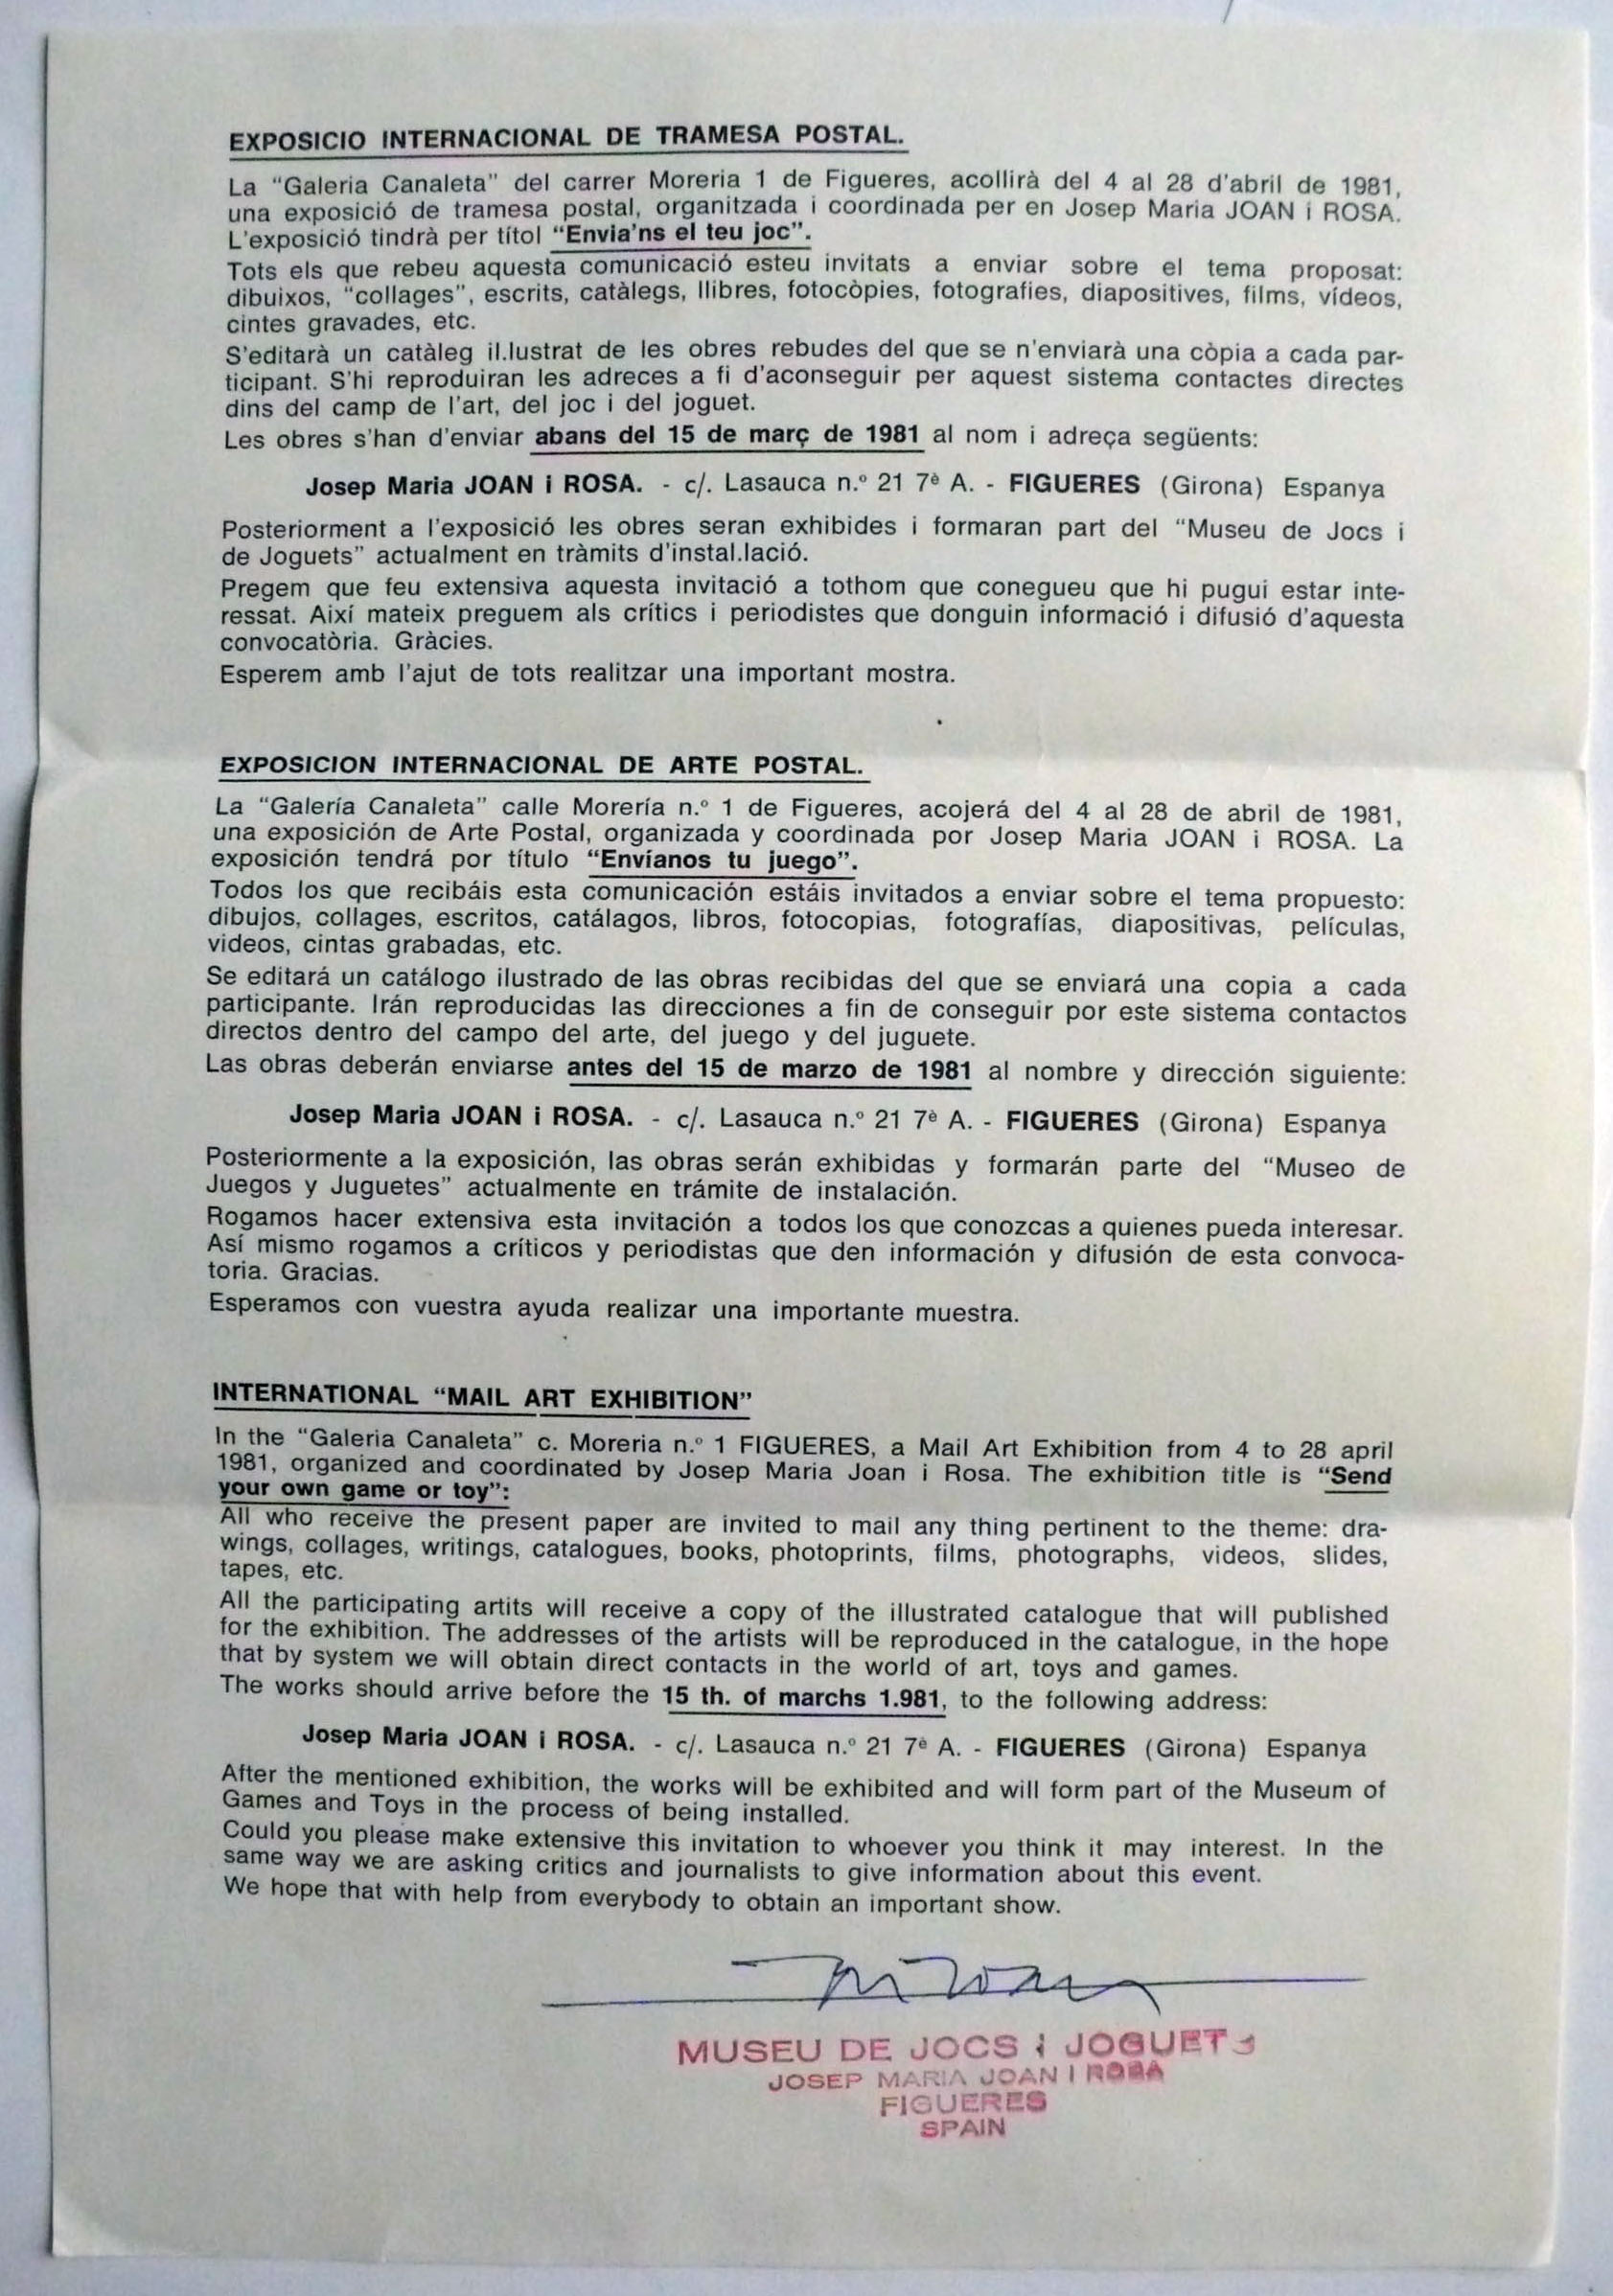 EXPOSICIO INTERNACIONAL DE TRAMESA POSTAL.
La "Galeria Canaleta" del carrer Moreria 1 de Figueres, acollirà del 4 al 28 d'abril de 1981,
una exposició de tramesa postal, organitzada i coordinada per en Josep Maria JOAN i ROSA.
L'exposició tindrà per títol "Envia'ns el teu joc".
Tots els que rebeu aquesta comunicació esteu invitats a enviar sobre el tema proposat:
dibuixos, "collages", escrits, catàlegs, llibres, fotocòpies, fotografies, diapositives, films, vídeos,
cintes gravades, etc.
S'editarà un catàleg il.lustrat de les obres rebudes del que se n'enviarà una còpia a cada par-
ticipant. S'hi reproduiran les adreces a fi d'aconseguir per aquest sistema contactes directes
dins del camp de l'art, del joc i del joguet.
Les obres s'han d'enviar abans del 15 de març de 1981 al nom i adreça següents:
Josep Maria JOAN i ROSA. - c/. Lasauca n.º 21 7è A. - FIGUERES (Girona) Espanya
Posteriorment a l'exposició les obres seran exhibides i formaran part del "Museu de Jocs i
de Joguets" actualment en tràmits d'instal.lació.
Pregem que feu extensiva aquesta invitació a tothom que conegueu que hi pugui estar inte-
ressat. Així mateix preguem als crítics i periodistes que donguin informació i difusió d'aquesta
convocatòria. Gràcies.
Esperem amb l'ajut de tots realitzar una important mostra.
EXPOSICION INTERNACIONAL DE ARTE POSTAL.
La "Galería Canaleta" calle Morería n.º 1 de Figueres, acojerá del 4 al 28 de abril de 1981,
una exposición de Arte Postal, organizada y coordinada por Josep Maria JOAN i ROSA. La
exposición tendrá por título "Envíanos tu juego".
Todos los que recibáis esta comunicación estáis invitados a enviar sobre el tema propuesto:
dibujos, collages, escritos, catálagos, libros, fotocopias, fotografías, diapositivas, películas,
videos, cintas grabadas, etc.
Se editará un catálogo ilustrado de las obras recibidas del que se enviará una copia a cada
participante. Irán reproducidas las direcciones a fin de conseguir por este sistema contactos
directos dentro del campo del arte, del juego y del juguete.
Las obras deberán enviarse antes del 15 de marzo de 1981 al nombre y dirección siguiente:
Josep Maria JOAN i ROSA. - c/. Lasauca n.º 21 7è A. - FIGUERES (Girona) Espanya
Posteriormente a la exposición, las obras serán exhibidas y formarán parte del "Museo de
Juegos y Juguetes" actualmente en trámite de instalación.
Rogamos hacer extensiva esta invitación a todos los que conozcas a quienes pueda interesar.
Así mismo rogamos a críticos y periodistas que den información y difusión de esta convoca-
toria. Gracias.
Esperamos con vuestra ayuda realizar una importante muestra.
INTERNATIONAL "MAIL ART EXHIBITION"
In the "Galeria Canaleta" c. Moreria n.º 1 FIGUERES, a Mail Art Exhibition from 4 to 28 april
1981, organized and coordinated by Josep Maria Joan i Rosa. The exhibition title is "Send
your own game or toy":
All who receive the present paper are invited to mail any thing pertinent to the theme: dra-
wings, collages, writings, catalogues, books, photoprints, films, photographs, videos, slides,
tapes, etc.
All the participating artits will receive a copy of the illustrated catalogue that will published
for the exhibition. The addresses of the artists will be reproduced in the catalogue, in the hope
that by system we will obtain direct contacts in the world of art, toys and games.
The works should arrive before the 15 th. of marchs 1.981, to the following address:
Josep Maria JOAN i ROSA. - c/. Lasauca n.º 21 7è A. - FIGUERES (Girona) Espanya
After the mentioned exhibition, the works will be exhibited and will form part of the Museum of
Games and Toys in the process of being installed.
Could you please make extensive this invitation to whoever you think it may interest. In the
same way we are asking critics and journalists to give information about this event.
We hope that with help from everybody to obtain an important show.
MUSEU DE JOCS i JOGUETS
JOSEP MARIA JOAN I ROSA
FIGUERES
SPAIN